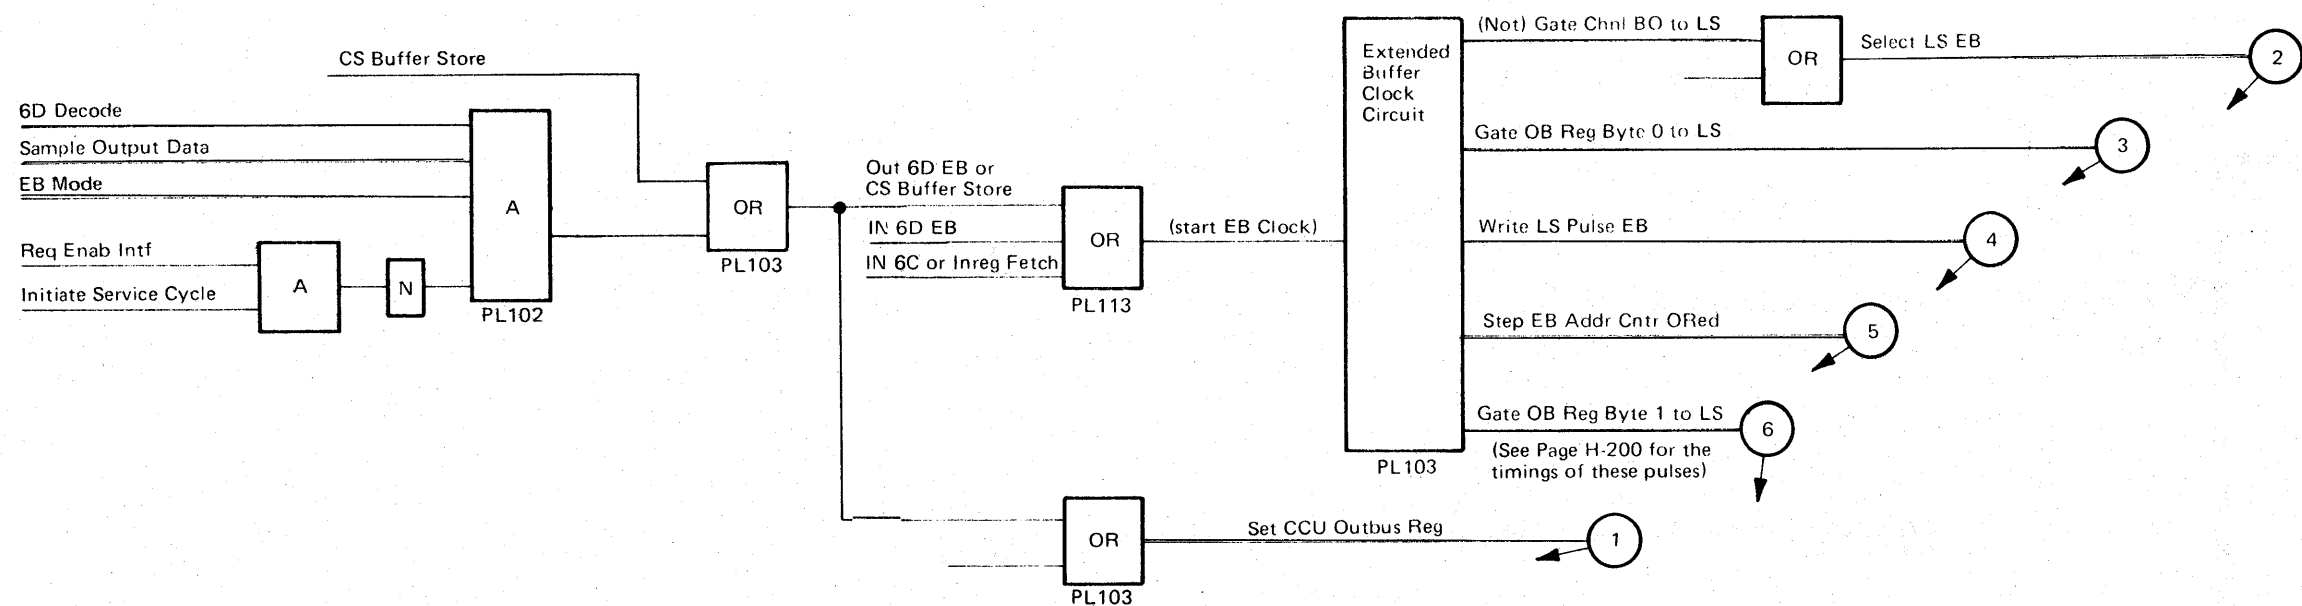 CS Buffer Store
6D Decode
Sample Output Data
EB Mode
Req Enab Intf
Initiate Service Cycle
A
N
A
PL102
OR
PL103
Out 6D EB or
CS Buffer Store
IN 6D EB
IN 6C or Inreg Fetch
OR
PL113
(start EB Clock)
Extended
Buffer
Clock
Circuit
PL103
(Not) Gate Chnl BO to LS
OR
Select LS EB
2
Gate OB Reg Byte 0 to LS
3
Write LS Pulse EB
4
Step EB Addr Cntr ORed
5
Gate OB Reg Byte 1 to LS
6
(See Page H-200 for the
timings of these pulses)
OR
PL103
Set CCU Outbus Reg
1